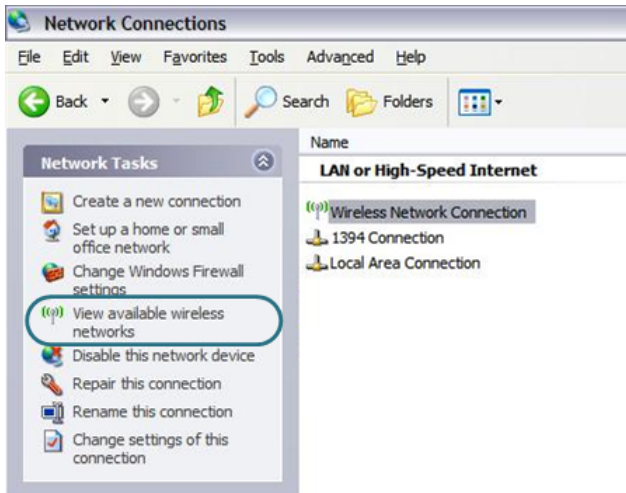 Network Connections
File Edit View Favorites Tools Advanced Help
Back Search Folders
Name
Network Tasks
LAN or High-Speed Internet
Create a new connection
Set up a home or small
office network
Change Windows Firewall
settings
View available wireless
networks
Disable this network device
Repair this connection
Rename this connection
Change settings of this
connection
Wireless Network Connection
1394 Connection
Local Area Connection